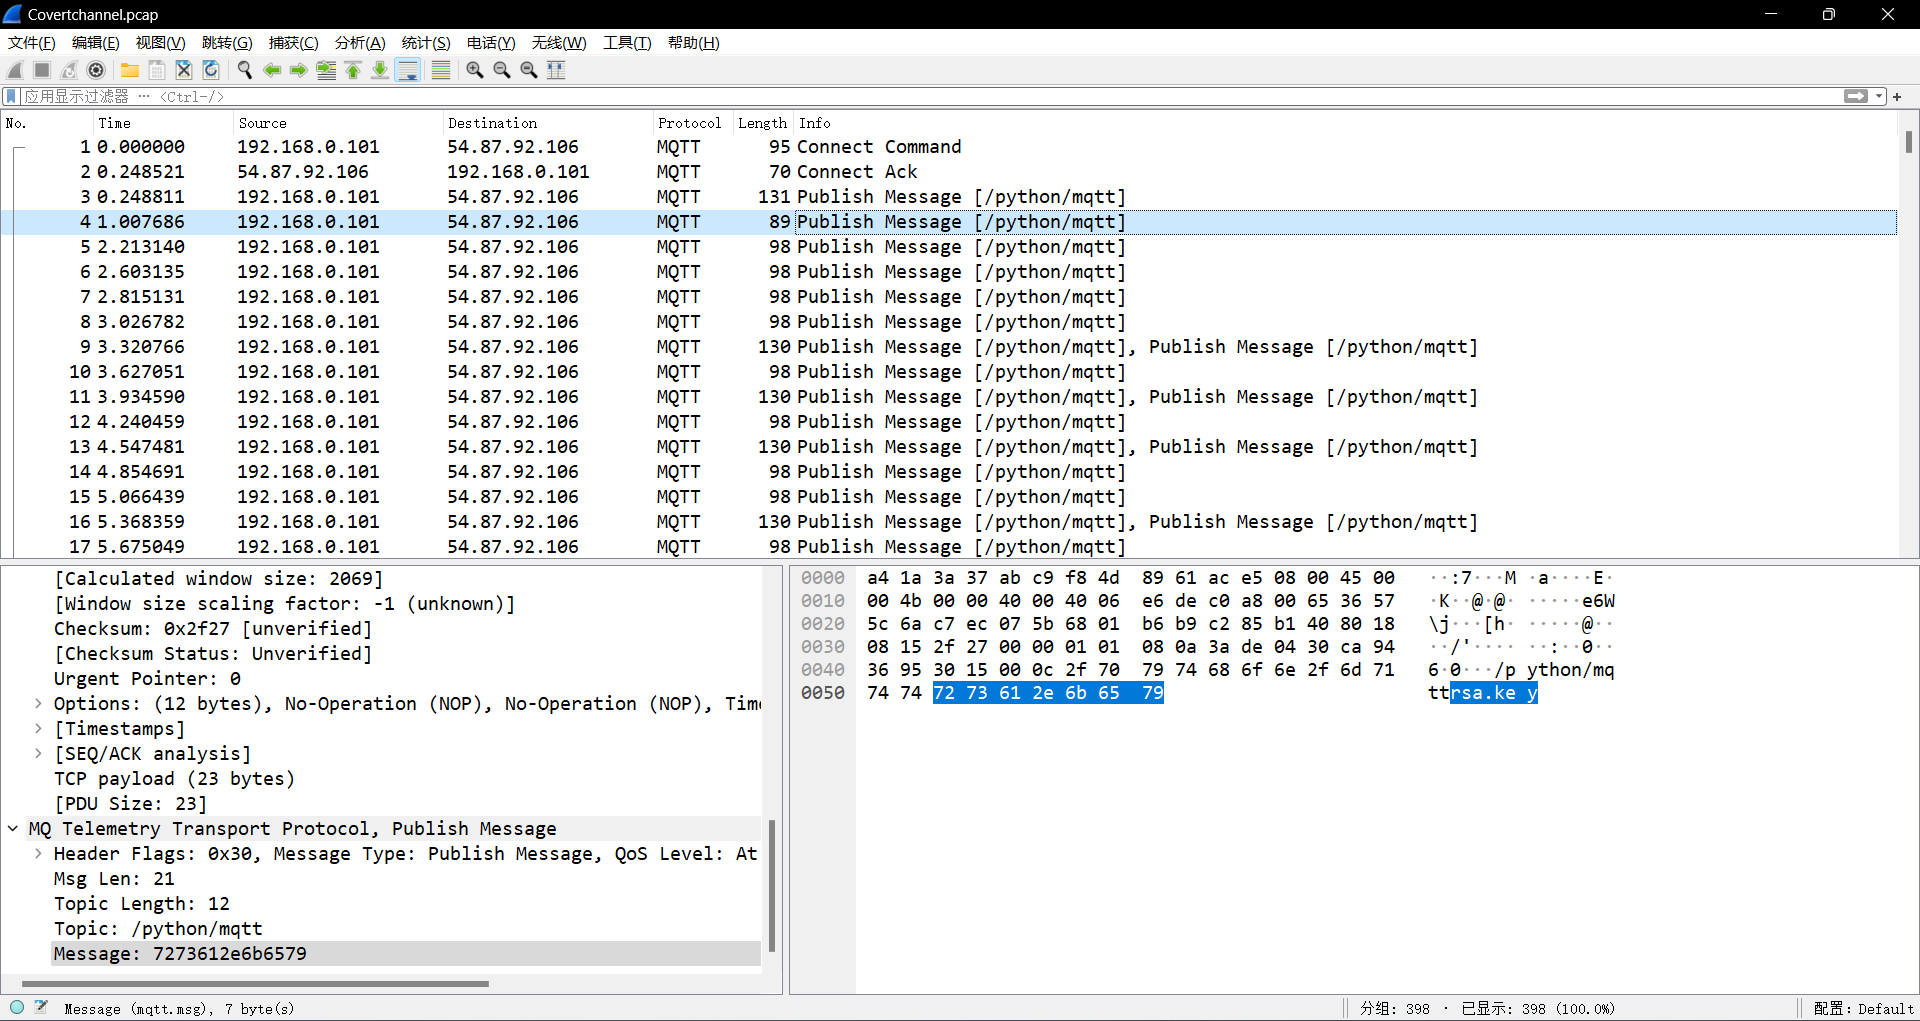 Covertchannel.pcap
文件(F) 编辑(E) 视图(V) 跳转(G) 捕获(C) 分析(A) 统计(S) 电话(Y) 无线(W) 工具(T) 帮助(H)
应用显示过滤器 … <Ctrl-/>
No. Time Source Destination Protocol Length Info
1 0.000000 192.168.0.101 54.87.92.106 MQTT 95 Connect Command
2 0.248521 54.87.92.106 192.168.0.101 MQTT 70 Connect Ack
3 0.248811 192.168.0.101 54.87.92.106 MQTT 131 Publish Message [/python/mqtt]
4 1.007686 192.168.0.101 54.87.92.106 MQTT 89 Publish Message [/python/mqtt]
5 2.213140 192.168.0.101 54.87.92.106 MQTT 98 Publish Message [/python/mqtt]
6 2.603135 192.168.0.101 54.87.92.106 MQTT 98 Publish Message [/python/mqtt]
7 2.815131 192.168.0.101 54.87.92.106 MQTT 98 Publish Message [/python/mqtt]
8 3.026782 192.168.0.101 54.87.92.106 MQTT 98 Publish Message [/python/mqtt]
9 3.320766 192.168.0.101 54.87.92.106 MQTT 130 Publish Message [/python/mqtt], Publish Message [/python/mqtt]
10 3.627051 192.168.0.101 54.87.92.106 MQTT 98 Publish Message [/python/mqtt]
11 3.934590 192.168.0.101 54.87.92.106 MQTT 130 Publish Message [/python/mqtt], Publish Message [/python/mqtt]
12 4.240459 192.168.0.101 54.87.92.106 MQTT 98 Publish Message [/python/mqtt]
13 4.547481 192.168.0.101 54.87.92.106 MQTT 130 Publish Message [/python/mqtt], Publish Message [/python/mqtt]
14 4.854691 192.168.0.101 54.87.92.106 MQTT 98 Publish Message [/python/mqtt]
15 5.066439 192.168.0.101 54.87.92.106 MQTT 98 Publish Message [/python/mqtt]
16 5.368359 192.168.0.101 54.87.92.106 MQTT 130 Publish Message [/python/mqtt], Publish Message [/python/mqtt]
17 5.675049 192.168.0.101 54.87.92.106 MQTT 98 Publish Message [/python/mqtt]
[Calculated window size: 2069]
[Window size scaling factor: -1 (unknown)]
Checksum: 0x2f27 [unverified]
[Checksum Status: Unverified]
Urgent Pointer: 0
Options: (12 bytes), No-Operation (NOP), No-Operation (NOP), Tim
[Timestamps]
[SEQ/ACK analysis]
TCP payload (23 bytes)
[PDU Size: 23]
MQ Telemetry Transport Protocol, Publish Message
Header Flags: 0x30, Message Type: Publish Message, QoS Level: At
Msg Len: 21
Topic Length: 12
Topic: /python/mqtt
Message: 7273612e6b6579
0000 a4 1a 3a 37 ab c9 f8 4d 89 61 ac e5 08 00 45 00 ··:7···M ·a····E·
0010 00 4b 00 00 40 00 40 06 e6 de c0 a8 00 65 36 57 ·K··@·@· ·····e6W
0020 5c 6a c7 ec 07 5b 68 01 b6 b9 c2 85 b1 40 80 18 \j···[h· ·····@··
0030 08 15 2f 27 00 00 01 01 08 0a 3a de 04 30 ca 94 ··/'···· ··:··0··
0040 36 95 30 15 00 0c 2f 70 79 74 68 6f 6e 2f 6d 71 6·0···/p ython/mq
0050 74 74 72 73 61 2e 6b 65 79 ttrsa.ke y
Message (mqtt.msg), 7 byte(s) 分组: 398 · 已显示: 398 (100.0%) 配置: Default